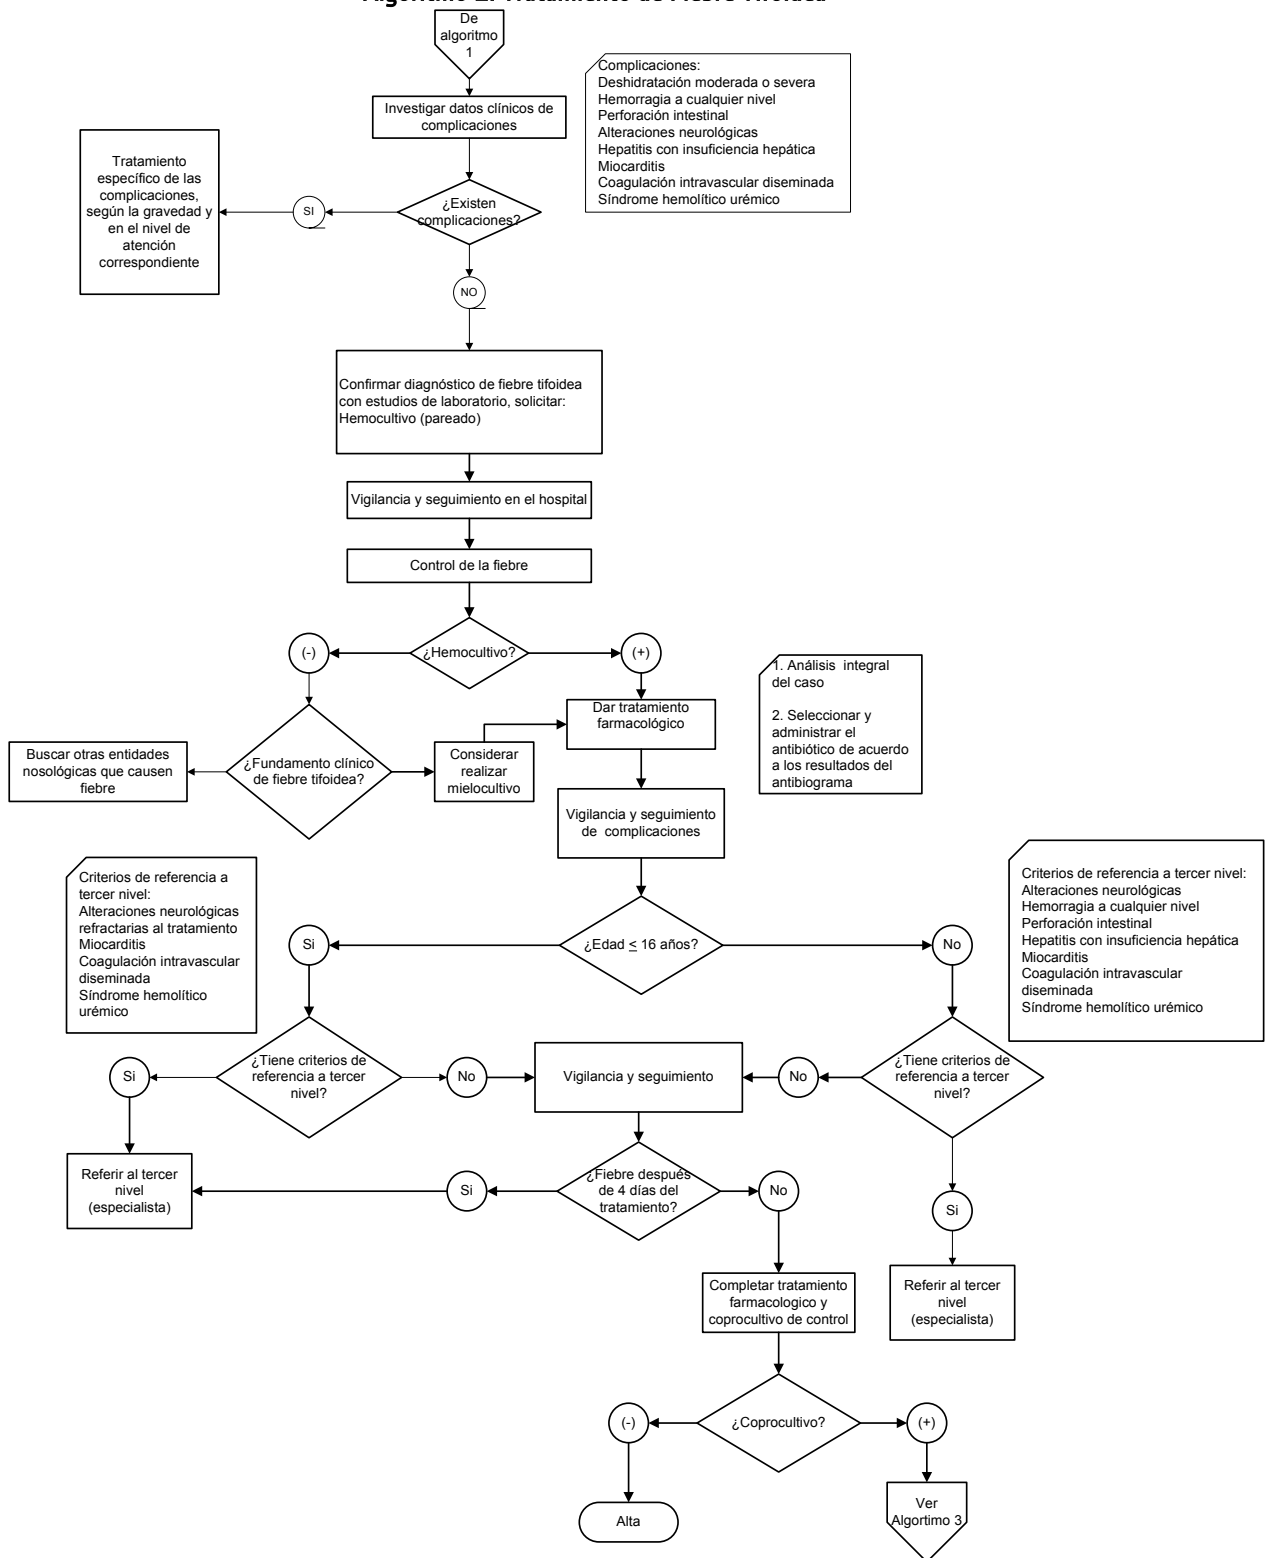 Algoritmo 2. Tratamiento de Fiebre Tifoidea
De
algoritmo
1
Complicaciones:
Deshidratación moderada o severa
Hemorragia a cualquier nivel
Perforación intestinal
Alteraciones neurológicas
Hepatitis con insuficiencia hepática
Miocarditis
Coagulación intravascular diseminada
Síndrome hemolítico urémico
Investigar datos clínicos de
complicaciones
Tratamiento
específico de las
complicaciones,
según la gravedad y
en el nivel de
atención
correspondiente
SI
¿Existen
complicaciones?
NO
Confirmar diagnóstico de fiebre tifoidea
con estudios de laboratorio, solicitar:
Hemocultivo (pareado)
Vigilancia y seguimiento en el hospital
Control de la fiebre
(-)
¿Hemocultivo?
(+)
1. Análisis integral
del caso
2. Seleccionar y
administrar el
antibiótico de acuerdo
a los resultados del
antibiograma
Dar tratamiento
farmacológico
Buscar otras entidades
nosológicas que causen
fiebre
¿Fundamento clínico
de fiebre tifoidea?
Considerar
realizar
mielocultivo
Vigilancia y seguimiento
de complicaciones
Criterios de referencia a
tercer nivel:
Alteraciones neurológicas
refractarias al tratamiento
Miocarditis
Coagulación intravascular
diseminada
Síndrome hemolítico
urémico
Criterios de referencia a tercer nivel:
Alteraciones neurológicas
Hemorragia a cualquier nivel
Perforación intestinal
Hepatitis con insuficiencia hepática
Miocarditis
Coagulación intravascular
diseminada
Síndrome hemolítico urémico
Si
¿Edad ≤ 16 años?
No
Si
¿Tiene criterios de
referencia a tercer
nivel?
No
Vigilancia y seguimiento
No
¿Tiene criterios de
referencia a tercer
nivel?
Referir al tercer
nivel
(especialista)
Si
¿Fiebre después
de 4 días del
tratamiento?
No
Si
Completar tratamiento
farmacologico y
coprocultivo de control
Referir al tercer
nivel
(especialista)
(-)
¿Coprocultivo?
(+)
Alta
Ver
Algortimo 3